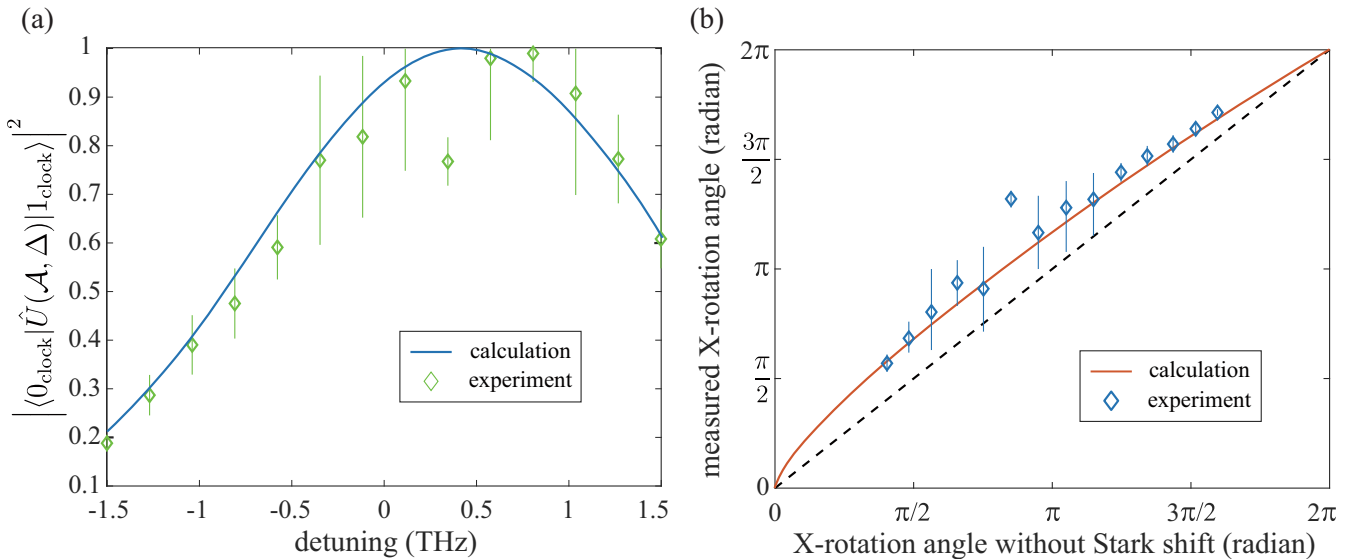 (a)
|⟨0clock|Û(𝒜, Δ)|1clock⟩|²
1
0.9
0.8
0.7
0.6
0.5
0.4
0.3
0.2
0.1
calculation
experiment
-1.5
-1
-0.5
0
0.5
1
1.5
detuning (THz)
(b)
measured X-rotation angle (radian)
2π
3π/2
π
π/2
0
calculation
experiment
0
π/2
π
3π/2
2π
X-rotation angle without Stark shift (radian)